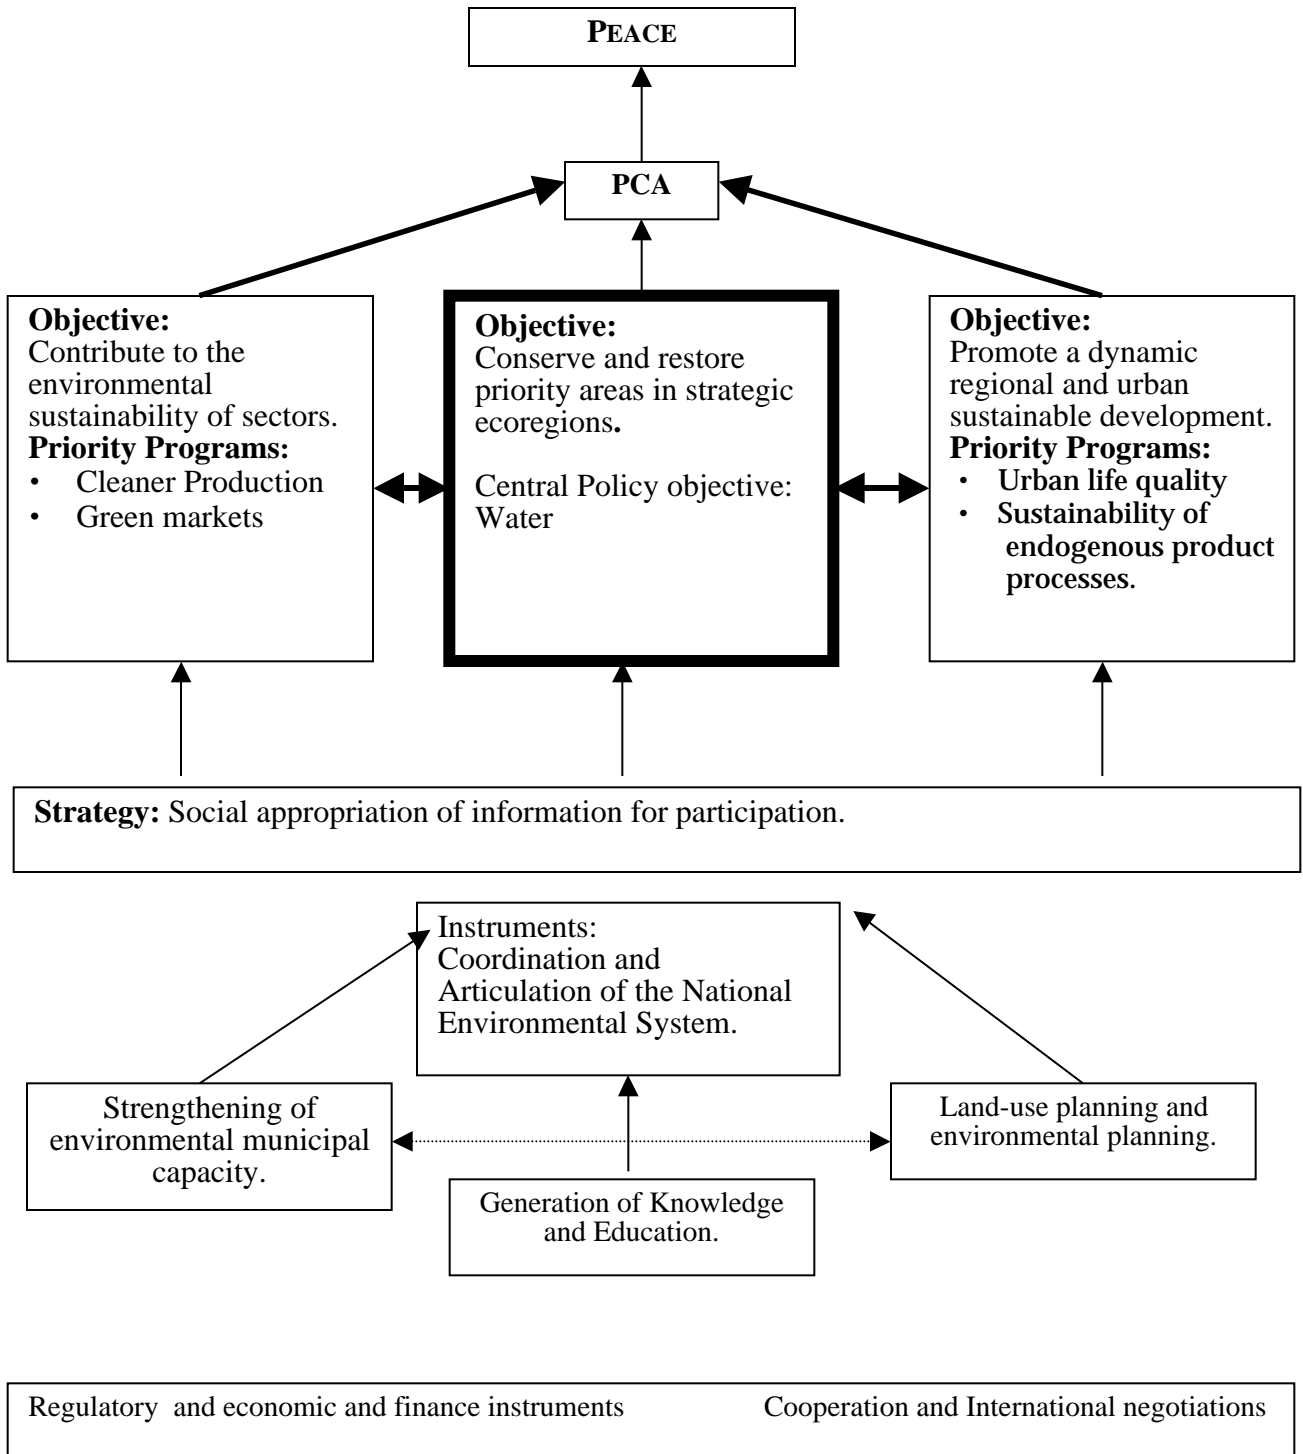 PEACE
PCA
Objective:
Contribute to the
environmental
sustainability of sectors.
Priority Programs:
• Cleaner Production
• Green markets
Objective:
Conserve and restore
priority areas in strategic
ecoregions.
Central Policy objective:
Water
Objective:
Promote a dynamic
regional and urban
sustainable development.
Priority Programs:
• Urban life quality
• Sustainability of
endogenous product
processes.
Strategy: Social appropriation of information for participation.
Instruments:
Coordination and
Articulation of the National
Environmental System.
Strengthening of
environmental municipal
capacity.
Generation of Knowledge
and Education.
Land-use planning and
environmental planning.
Regulatory and economic and finance instruments
Cooperation and International negotiations